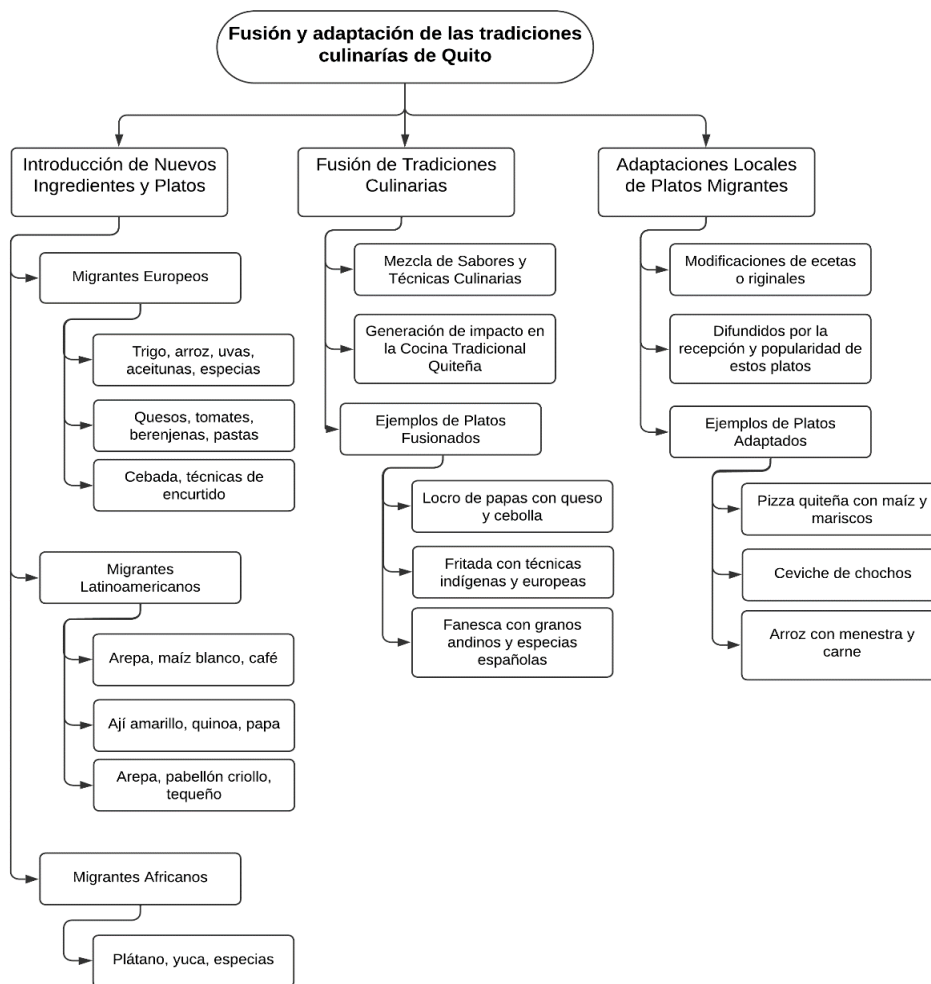 Fusión y adaptación de las tradiciones
culinarías de Quito
Introducción de Nuevos
Ingredientes y Platos
Migrantes Europeos
Trigo, arroz, uvas,
aceitunas, especias
Quesos, tomates,
berenjenas, pastas
Cebada, técnicas de
encurtido
Migrantes
Latinoamericanos
Arepa, maíz blanco, café
Ají amarillo, quinoa, papa
Arepa, pabellón criollo,
tequeño
Migrantes Africanos
Plátano, yuca, especias
Fusión de Tradiciones
Culinarias
Mezcla de Sabores y
Técnicas Culinarias
Generación de impacto en
la Cocina Tradicional
Quiteña
Ejemplos de Platos
Fusionados
Locro de papas con queso
y cebolla
Fritada con técnicas
indígenas y europeas
Fanesca con granos
andinos y especias
españolas
Adaptaciones Locales
de Platos Migrantes
Modificaciones de ecetas
o riginales
Difundidos por la
recepción y popularidad de
estos platos
Ejemplos de Platos
Adaptados
Pizza quiteña con maíz y
mariscos
Ceviche de chochos
Arroz con menestra y
carne